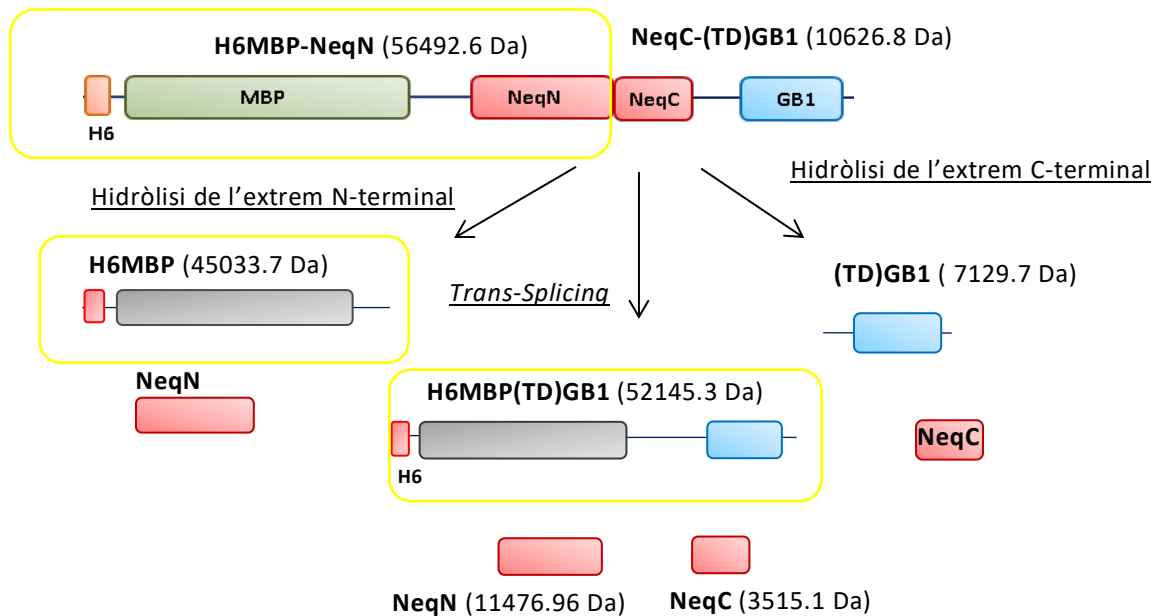 H6MBP-NeqN (56492.6 Da)
NeqC-(TD)GB1 (10626.8 Da)
MBP
NeqN
NeqC
GB1
H6
Hidròlisi de l’extrem N-terminal
Hidròlisi de l’extrem C-terminal
H6MBP (45033.7 Da)
Trans-Splicing
(TD)GB1 ( 7129.7 Da)
NeqN
H6MBP(TD)GB1 (52145.3 Da)
NeqC
H6
NeqN (11476.96 Da)
NeqC (3515.1 Da)